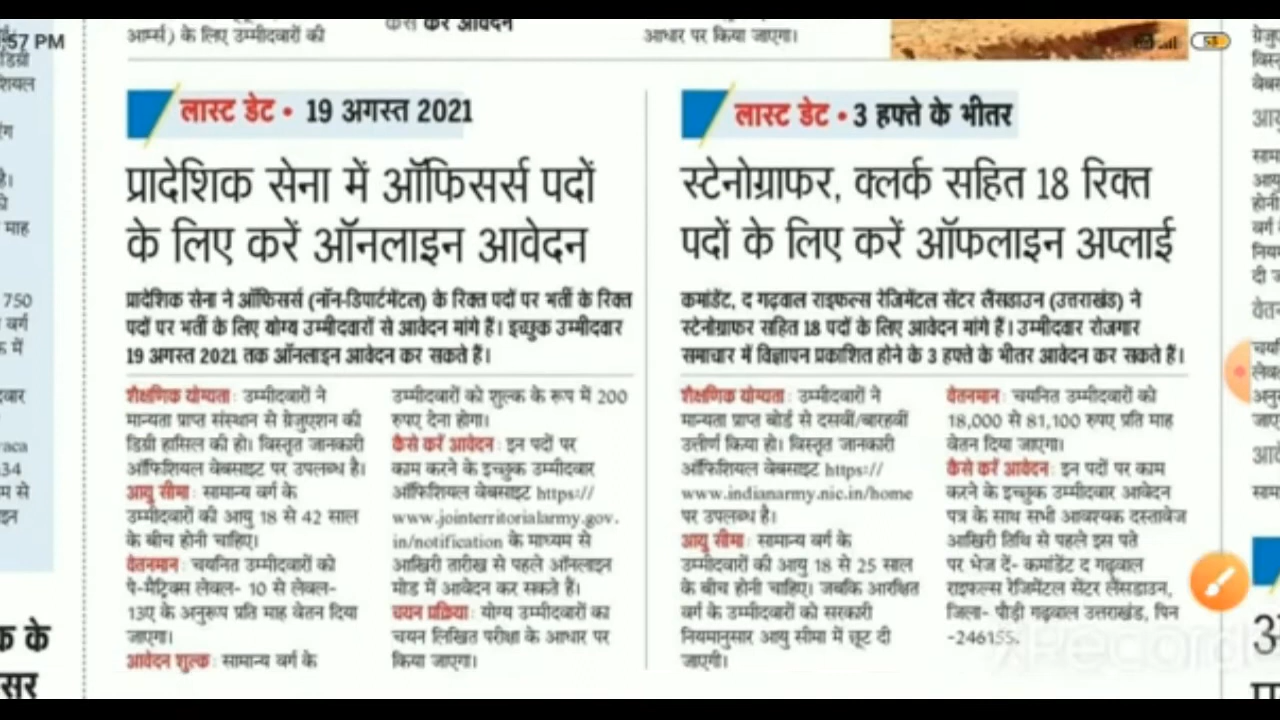 :57 PM
आर्म्स) के लिए उम्मीदवारों की
कैसे करें आवेदन
आधार पर किया जाएगा।
लास्ट डेट • 19 अगस्त 2021
प्रादेशिक सेना में ऑफिसर्स पदों
के लिए करें ऑनलाइन आवेदन
प्रादेशिक सेना ने ऑफिसर्स (नॉन-डिपार्टमेंटल) के रिक्त पदों पर भर्ती के रिक्त
पदों पर भर्ती के लिए योग्य उम्मीदवारों से आवेदन मांगे हैं। इच्छुक उम्मीदवार
19 अगस्त 2021 तक ऑनलाइन आवेदन कर सकते हैं।
शैक्षणिक योग्यता: उम्मीदवारों ने
मान्यता प्राप्त संस्थान से ग्रेजुएशन की
डिग्री हासिल की हो। विस्तृत जानकारी
ऑफिशियल वेबसाइट पर उपलब्ध है।
आयु सीमा: सामान्य वर्ग के
उम्मीदवारों की आयु 18 से 42 साल
के बीच होनी चाहिए।
वेतनमान: चयनित उम्मीदवारों को
पे-मैट्रिक्स लेवल- 10 से लेवल-
13ए के अनुरूप प्रति माह वेतन दिया
जाएगा।
आवेदन शुल्क: सामान्य वर्ग के
उम्मीदवारों को शुल्क के रूप में 200
रुपए देना होगा।
कैसे करें आवेदन: इन पदों पर
काम करने के इच्छुक उम्मीदवार
ऑफिशियल वेबसाइट https://
www.jointerritorialarmy.gov.
in/notification के माध्यम से
आखिरी तारीख से पहले ऑनलाइन
मोड में आवेदन कर सकते हैं।
चयन प्रक्रिया: योग्य उम्मीदवारों का
चयन लिखित परीक्षा के आधार पर
किया जाएगा।
लास्ट डेट • 3 हफ्ते के भीतर
स्टेनोग्राफर, क्लर्क सहित 18 रिक्त
पदों के लिए करें ऑफलाइन अप्लाई
कमांडेंट, द गढ़वाल राइफल्स रेजिमेंटल सेंटर लैंसडाउन (उत्तराखंड) ने
स्टेनोग्राफर सहित 18 पदों के लिए आवेदन मांगे हैं। उम्मीदवार रोजगार
समाचार में विज्ञापन प्रकाशित होने के 3 हफ्ते के भीतर आवेदन कर सकते हैं।
शैक्षणिक योग्यता: उम्मीदवारों ने
मान्यता प्राप्त बोर्ड से दसवीं/बारहवीं
उत्तीर्ण किया हो। विस्तृत जानकारी
ऑफिशियल वेबसाइट https://
www.indianarmy.nic.in/home
पर उपलब्ध है।
आयु सीमा: सामान्य वर्ग के
उम्मीदवारों की आयु 18 से 25 साल
के बीच होनी चाहिए। जबकि आरक्षित
वर्ग के उम्मीदवारों को सरकारी
नियमानुसार आयु सीमा में छूट दी
जाएगी।
वेतनमान: चयनित उम्मीदवारों को
18,000 से 81,100 रुपए प्रति माह
वेतन दिया जाएगा।
कैसे करें आवेदन: इन पदों पर काम
करने के इच्छुक उम्मीदवार आवेदन
पत्र के साथ सभी आवश्यक दस्तावेज
आखिरी तिथि से पहले इस पते
पर भेज दें- कमांडेंट द गढ़वाल
राइफल्स रेजिमेंटल सेंटर लैंसडाउन,
जिला- पौड़ी गढ़वाल उत्तराखंड, पिन
-246155.